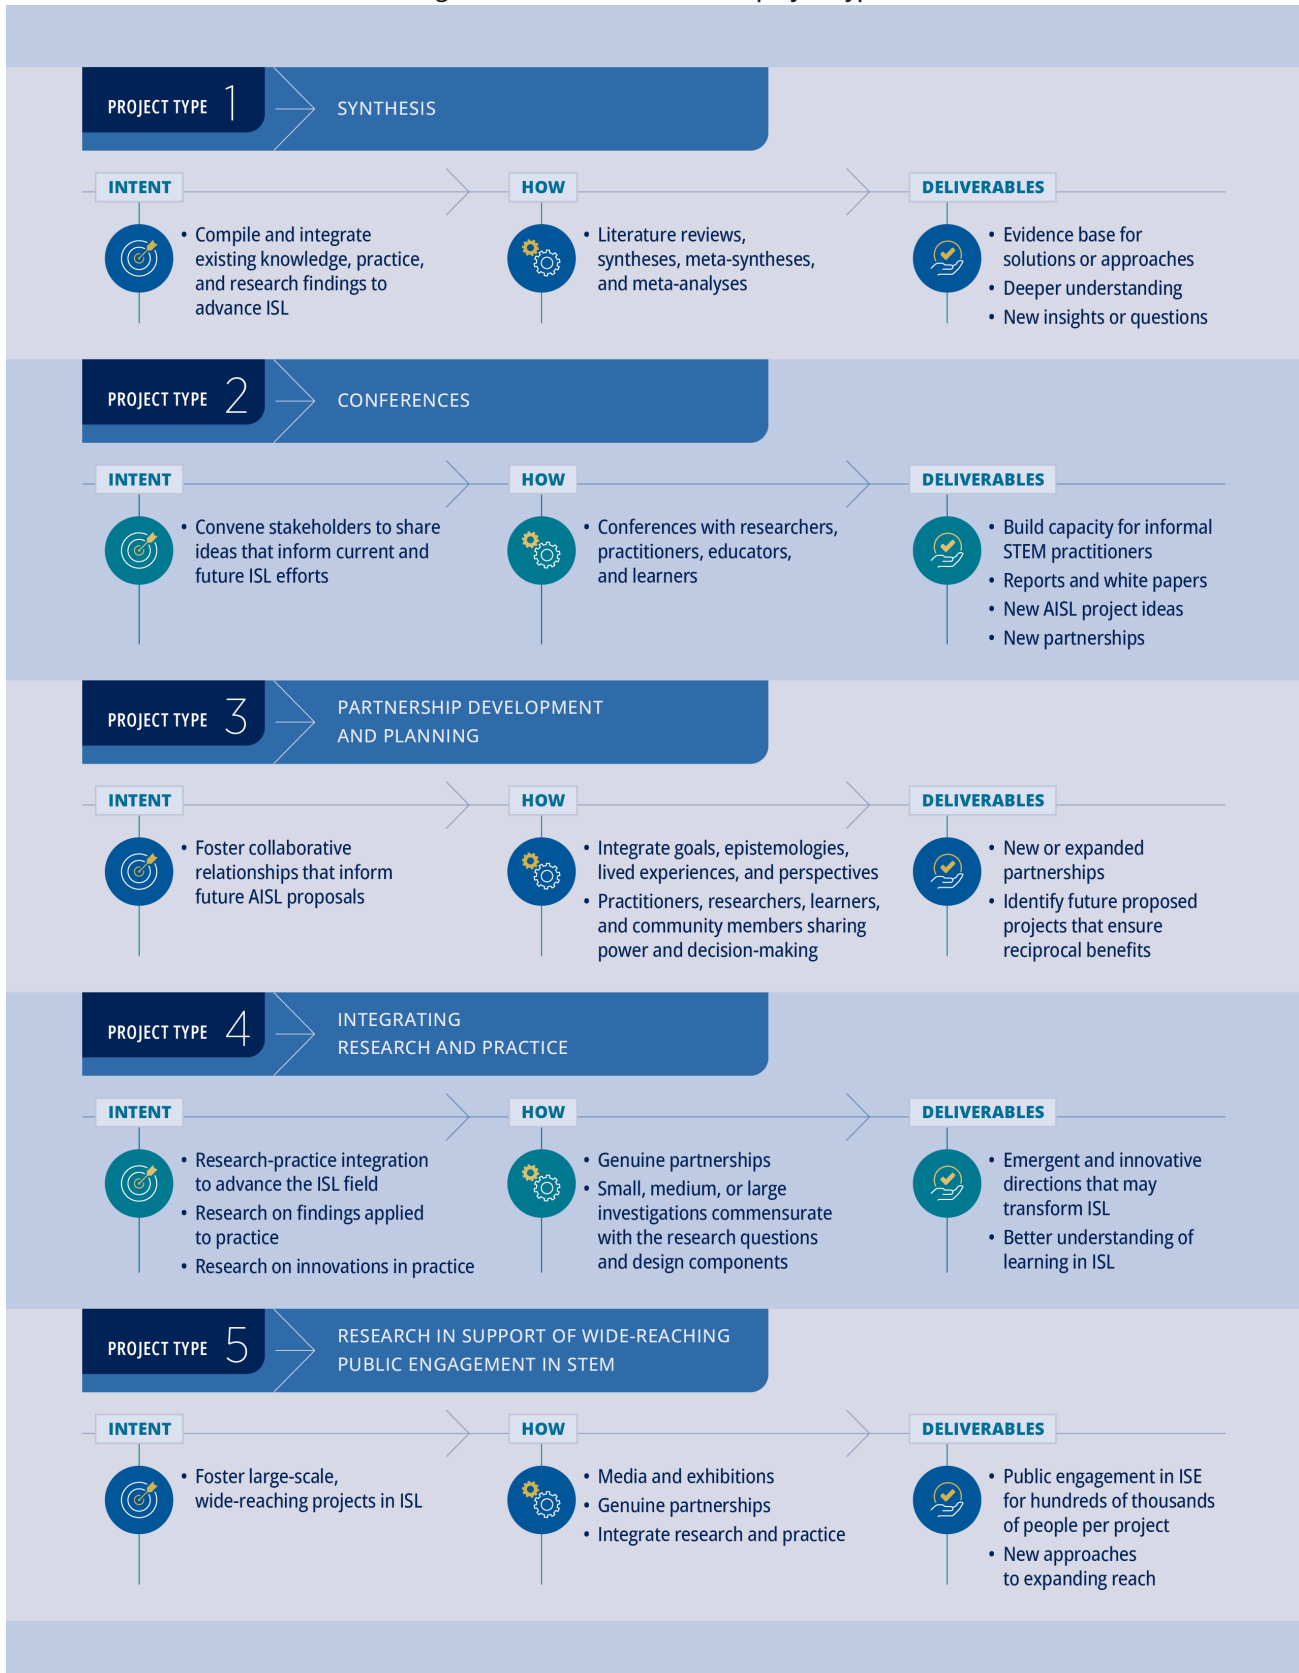 PROJECT TYPE 1
SYNTHESIS
INTENT
• Compile and integrate
existing knowledge, practice,
and research findings to
advance ISL
HOW
• Literature reviews,
syntheses, meta-syntheses,
and meta-analyses
DELIVERABLES
• Evidence base for
solutions or approaches
• Deeper understanding
• New insights or questions
PROJECT TYPE 2
CONFERENCES
INTENT
• Convene stakeholders to share
ideas that inform current and
future ISL efforts
HOW
• Conferences with researchers,
practitioners, educators,
and learners
DELIVERABLES
• Build capacity for informal
STEM practitioners
• Reports and white papers
• New AISL project ideas
• New partnerships
PROJECT TYPE 3
PARTNERSHIP DEVELOPMENT
AND PLANNING
INTENT
• Foster collaborative
relationships that inform
future AISL proposals
HOW
• Integrate goals, epistemologies,
lived experiences, and perspectives
• Practitioners, researchers, learners,
and community members sharing
power and decision-making
DELIVERABLES
• New or expanded
partnerships
• Identify future proposed
projects that ensure
reciprocal benefits
PROJECT TYPE 4
INTEGRATING
RESEARCH AND PRACTICE
INTENT
• Research-practice integration
to advance the ISL field
• Research on findings applied
to practice
• Research on innovations in practice
HOW
• Genuine partnerships
• Small, medium, or large
investigations commensurate
with the research questions
and design components
DELIVERABLES
• Emergent and innovative
directions that may
transform ISL
• Better understanding of
learning in ISL
PROJECT TYPE 5
RESEARCH IN SUPPORT OF WIDE-REACHING
PUBLIC ENGAGEMENT IN STEM
INTENT
• Foster large-scale,
wide-reaching projects in ISL
HOW
• Media and exhibitions
• Genuine partnerships
• Integrate research and practice
DELIVERABLES
• Public engagement in ISE
for hundreds of thousands
of people per project
• New approaches
to expanding reach